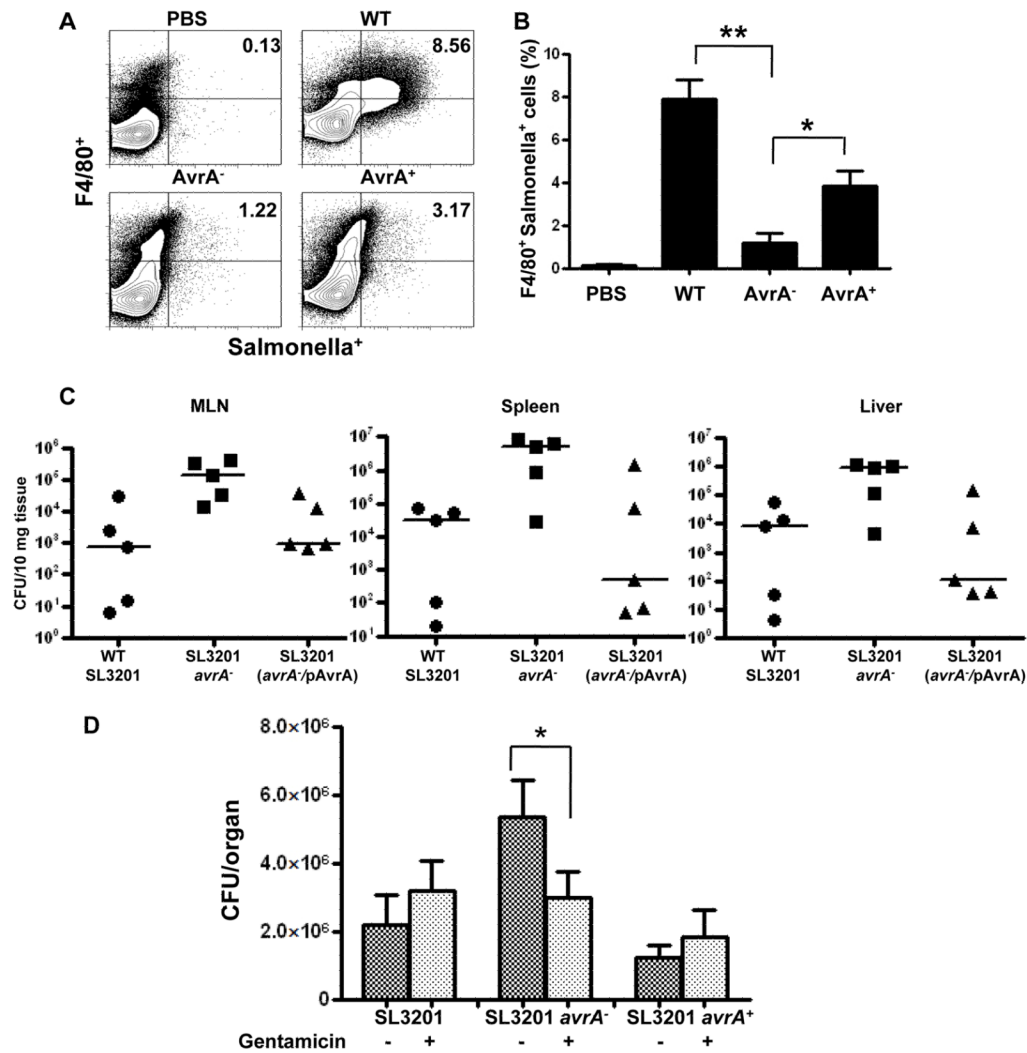 A
PBS
WT
0.13
8.56
F4/80⁺
AvrA⁻
AvrA⁺
1.22
3.17
Salmonella⁺
B
F4/80⁺ Salmonella⁺ cells (%)
10
8
6
4
2
0
**
*
PBS
WT
AvrA⁻
AvrA⁺
C
MLN
Spleen
Liver
CFU/10 mg tissue
10⁶
10⁵
10⁴
10³
10²
10¹
10⁰
10⁷
10⁶
10⁵
10⁴
10³
10²
10¹
10⁷
10⁶
10⁵
10⁴
10³
10²
10¹
10⁰
WT
SL3201
SL3201
avrA⁻
SL3201
(avrA⁻/pAvrA)
WT
SL3201
SL3201
avrA⁻
SL3201
(avrA⁻/pAvrA)
WT
SL3201
SL3201
avrA⁻
SL3201
(avrA⁻/pAvrA)
D
CFU/organ
8.0×10⁶
6.0×10⁶
4.0×10⁶
2.0×10⁶
0
*
SL3201
SL3201 avrA⁻
SL3201 avrA⁺
Gentamicin - + - + - +